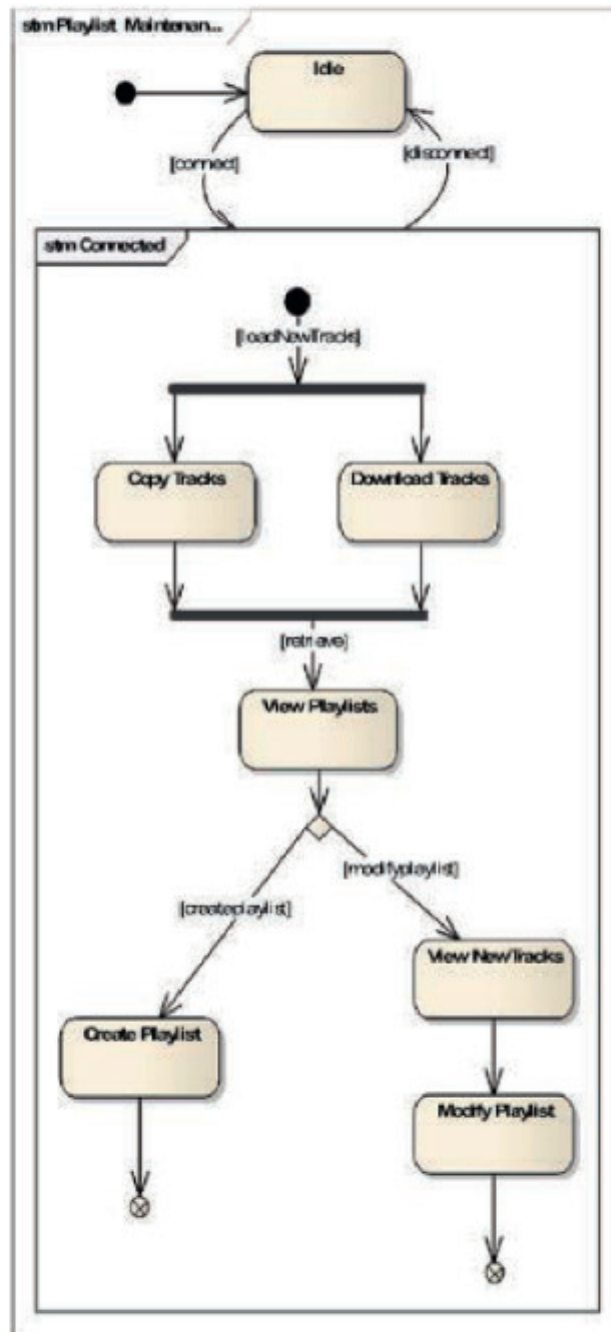 stm Playlist Maintenan...
Idle
[connect]
[disconnect]
stm Connected
[loadNewTracks]
Copy Tracks
Download Tracks
[retrieve]
View Playlists
[modifyplaylist]
[createplaylist]
View NewTracks
Create Playlist
Modify Playlist